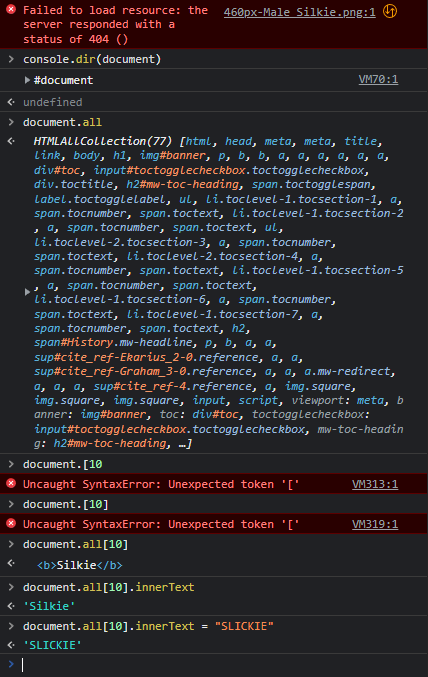 Failed to load resource: the 460px-Male Silkie.png:1
server responded with a
status of 404 ()
console.dir(document)
#document VM70:1
undefined
document.all
HTMLAllCollection(77) [html, head, meta, meta, title,
link, body, h1, img#banner, p, b, b, a, a, a, a, a, a,
div#toc, input#toctogglecheckbox.toctogglecheckbox,
div.toctitle, h2#mw-toc-heading, span.toctogglespan,
label.toctogglelabel, ul, li.toclevel-1.tocsection-1, a,
span.tocnumber, span.toctext, li.toclevel-1.tocsection-2
, a, span.tocnumber, span.toctext, ul,
li.toclevel-2.tocsection-3, a, span.tocnumber,
span.toctext, li.toclevel-2.tocsection-4, a,
span.tocnumber, span.toctext, li.toclevel-1.tocsection-5
, a, span.tocnumber, span.toctext,
li.toclevel-1.tocsection-6, a, span.tocnumber,
span.toctext, li.toclevel-1.tocsection-7, a,
span.tocnumber, span.toctext, h2,
span#History.mw-headline, p, b, a, a,
sup#cite_ref-Ekarius_2-0.reference, a, a,
sup#cite_ref-Graham_3-0.reference, a, a, a.mw-redirect,
a, a, a, sup#cite_ref-4.reference, a, img.square,
img.square, img.square, input, script, viewport: meta, b
anner: img#banner, toc: div#toc, toctogglecheckbox:
input#toctogglecheckbox.toctogglecheckbox, mw-toc-headin
g: h2#mw-toc-heading, …]
document.[10
Uncaught SyntaxError: Unexpected token '[' VM313:1
document.[10]
Uncaught SyntaxError: Unexpected token '[' VM319:1
document.all[10]
<b>Silkie</b>
document.all[10].innerText
'Silkie'
document.all[10].innerText = "SLICKIE"
'SLICKIE'